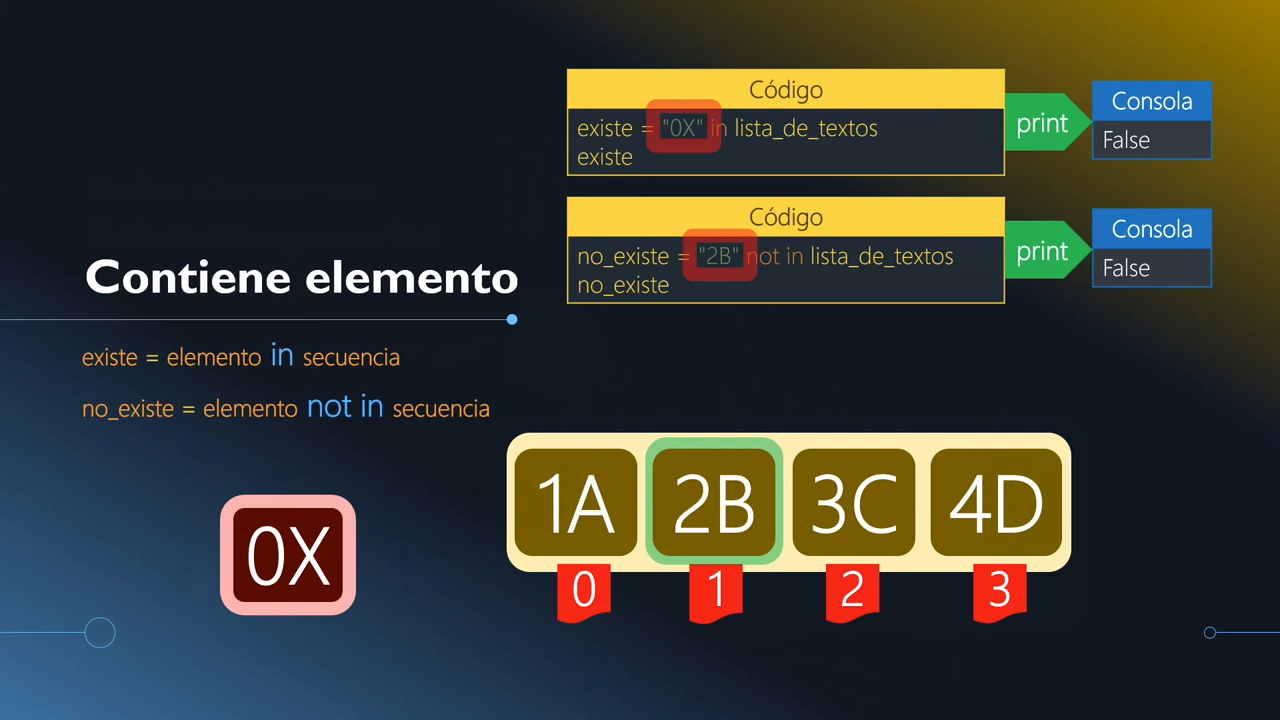 Contiene elemento
existe = elemento in secuencia
no_existe = elemento not in secuencia
Código
existe = "0X" in lista_de_textos
existe
print
Consola
False
Código
no_existe = "2B" not in lista_de_textos
no_existe
print
Consola
False
0X
1A 2B 3C 4D
0 1 2 3